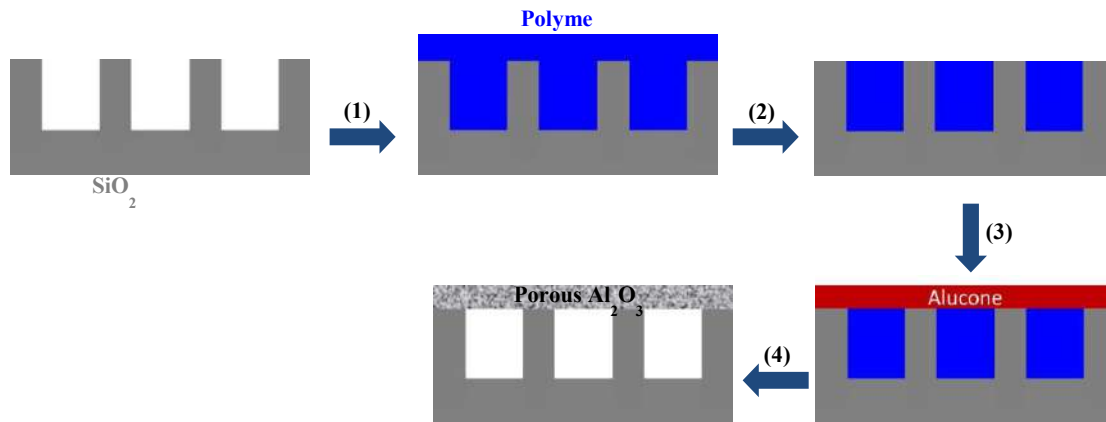 Polyme
(1)
(2)
SiO2
(3)
Porous Al2O3
Alucone
(4)